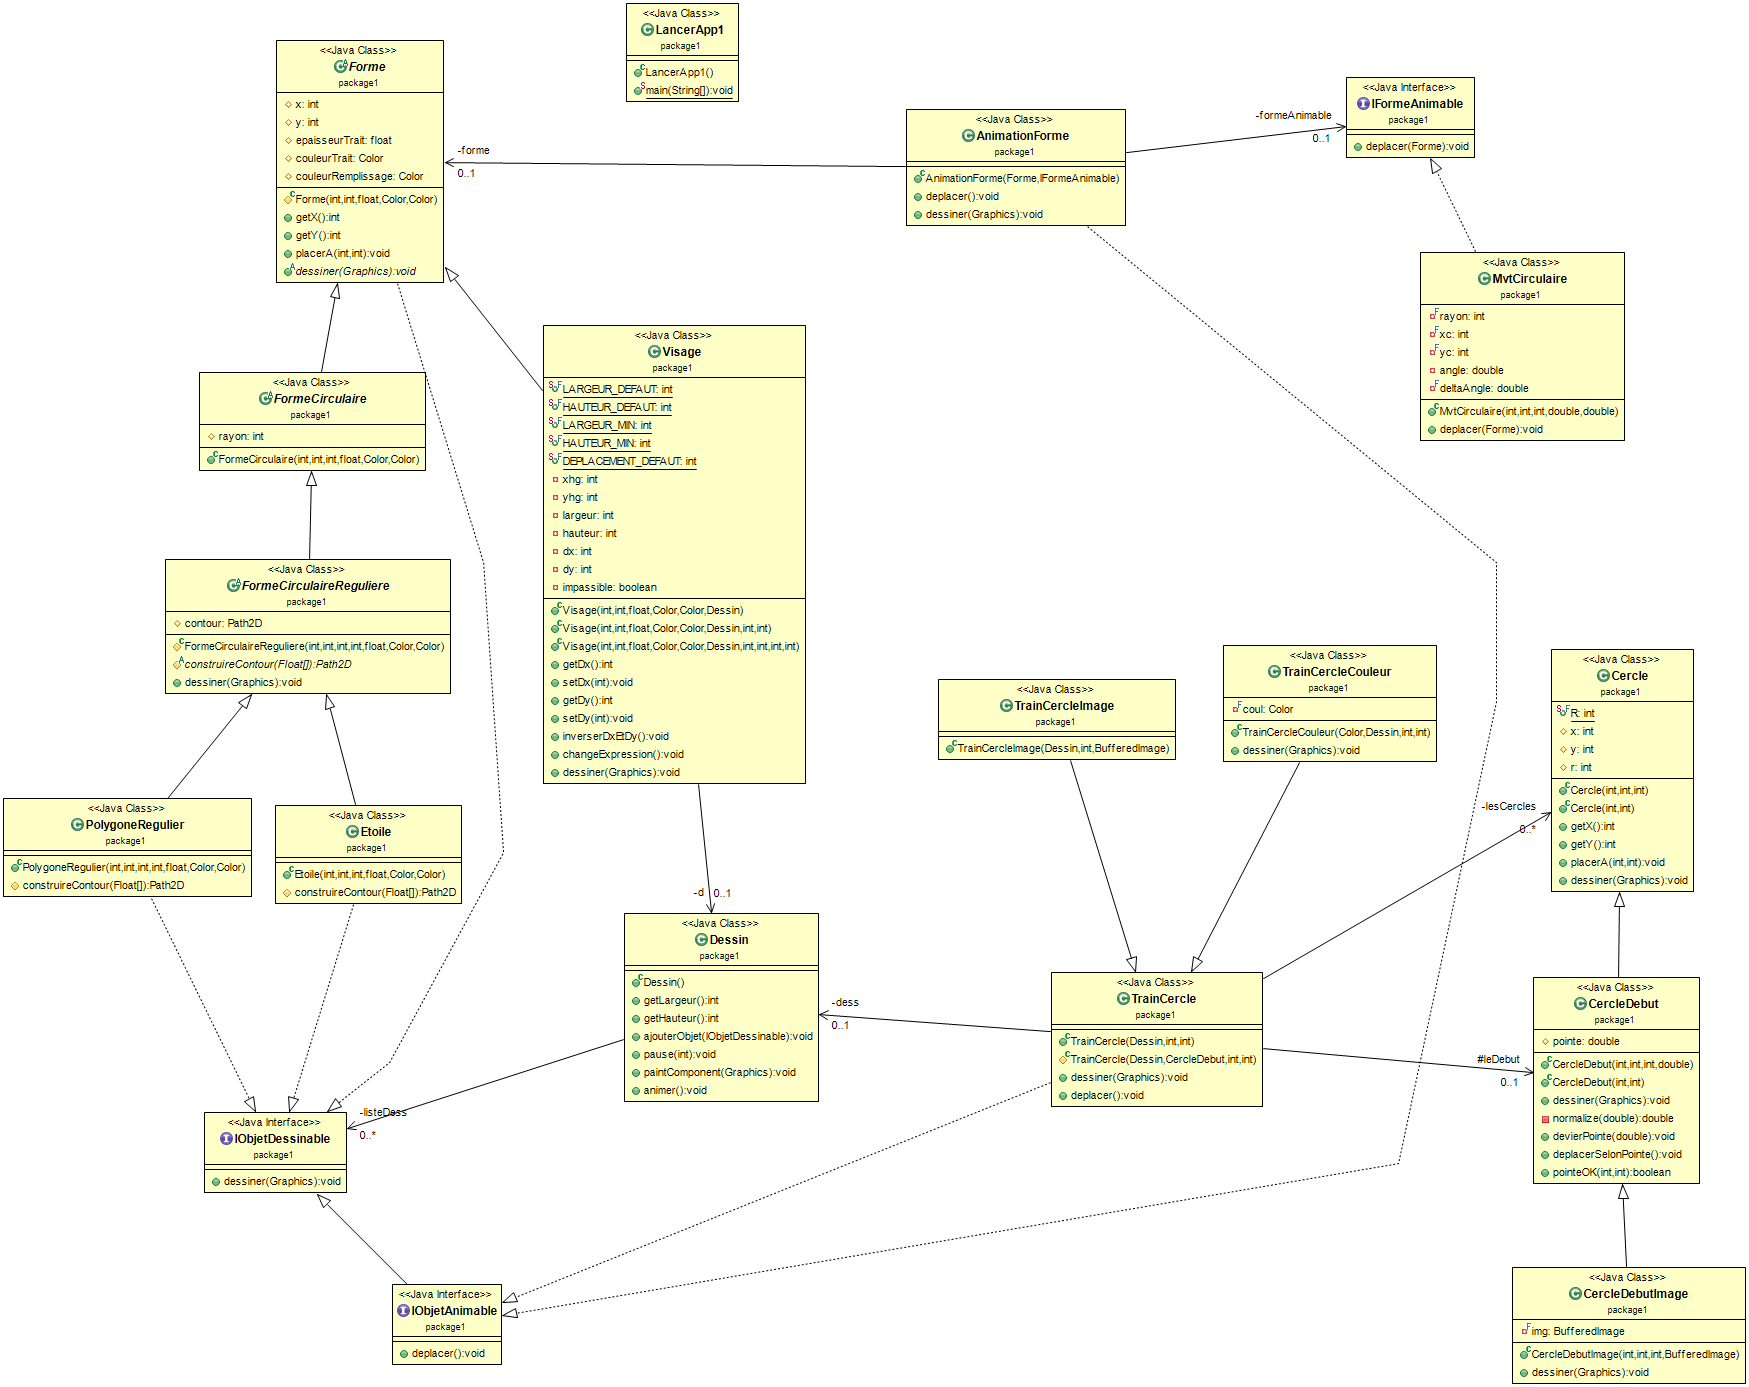 <<Java Class>>
LancerApp1
package1
LancerApp1()
main(String[]):void
<<Java Class>>
Forme
package1
x: int
y: int
epaisseurTrait: float
couleurTrait: Color
couleurRemplissage: Color
Forme(int,int,float,Color,Color)
getX():int
getY():int
placerA(int,int):void
dessiner(Graphics):void
-forme
0..1
<<Java Class>>
AnimationForme
package1
AnimationForme(Forme,IFormeAnimable)
deplacer():void
dessiner(Graphics):void
-formeAnimable
0..1
<<Java Interface>>
IFormeAnimable
package1
deplacer(Forme):void
<<Java Class>>
MvtCirculaire
package1
rayon: int
xc: int
yc: int
angle: double
deltaAngle: double
MvtCirculaire(int,int,int,double,double)
deplacer(Forme):void
<<Java Class>>
FormeCirculaire
package1
rayon: int
FormeCirculaire(int,int,int,float,Color,Color)
<<Java Class>>
Visage
package1
LARGEUR_DEFAUT: int
HAUTEUR_DEFAUT: int
LARGEUR_MIN: int
HAUTEUR_MIN: int
DEPLACEMENT_DEFAUT: int
xhg: int
yhg: int
largeur: int
hauteur: int
dx: int
dy: int
impassible: boolean
Visage(int,int,float,Color,Color,Dessin)
Visage(int,int,float,Color,Color,Dessin,int,int)
Visage(int,int,float,Color,Color,Dessin,int,int,int,int)
getDx():int
setDx(int):void
getDy():int
setDy(int):void
inverserDxEtDy():void
changeExpression():void
dessiner(Graphics):void
<<Java Class>>
FormeCirculaireReguliere
package1
contour: Path2D
FormeCirculaireReguliere(int,int,int,int,float,Color,Color)
construireContour(Float[]):Path2D
dessiner(Graphics):void
<<Java Class>>
PolygoneRegulier
package1
PolygoneRegulier(int,int,int,int,float,Color,Color)
construireContour(Float[]):Path2D
<<Java Class>>
Etoile
package1
Etoile(int,int,int,float,Color,Color)
construireContour(Float[]):Path2D
<<Java Class>>
TrainCercleImage
package1
TrainCercleImage(Dessin,int,BufferedImage)
<<Java Class>>
TrainCercleCouleur
package1
coul: Color
TrainCercleCouleur(Color,Dessin,int,int)
dessiner(Graphics):void
<<Java Class>>
Cercle
package1
R: int
x: int
y: int
r: int
Cercle(int,int,int)
Cercle(int,int)
getX():int
getY():int
placerA(int,int):void
dessiner(Graphics):void
-lesCercles
0..*
-d
0..1
<<Java Class>>
Dessin
package1
Dessin()
getLargeur():int
getHauteur():int
ajouterObjet(IObjetDessinable):void
pause(int):void
paintComponent(Graphics):void
animer():void
-dess
0..1
<<Java Class>>
TrainCercle
package1
TrainCercle(Dessin,int,int)
TrainCercle(Dessin,CercleDebut,int,int)
dessiner(Graphics):void
deplacer():void
#leDebut
0..1
<<Java Class>>
CercleDebut
package1
pointe: double
CercleDebut(int,int,int,double)
CercleDebut(int,int)
dessiner(Graphics):void
normalize(double):double
devierPointe(double):void
deplacerSelonPointe():void
pointeOK(int,int):boolean
-listeDess
0..*
<<Java Interface>>
IObjetDessinable
package1
dessiner(Graphics):void
<<Java Interface>>
IObjetAnimable
package1
deplacer():void
<<Java Class>>
CercleDebutImage
package1
img: BufferedImage
CercleDebutImage(int,int,int,BufferedImage)
dessiner(Graphics):void